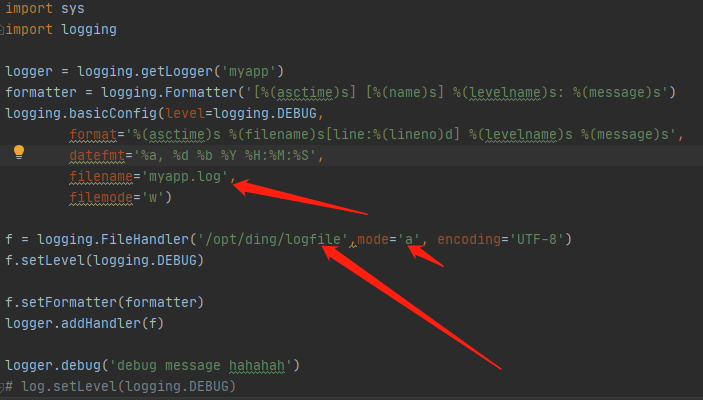 import sys
import logging
logger = logging.getLogger('myapp')
formatter = logging.Formatter('[%(asctime)s] [%(name)s] %(levelname)s: %(message)s')
logging.basicConfig(level=logging.DEBUG,
format='%(asctime)s %(filename)s[line:%(lineno)d] %(levelname)s %(message)s',
datefmt='%a, %d %b %Y %H:%M:%S',
filename='myapp.log',
filemode='w')
f = logging.FileHandler('/opt/ding/logfile',mode='a', encoding='UTF-8')
f.setLevel(logging.DEBUG)
f.setFormatter(formatter)
logger.addHandler(f)
logger.debug('debug message hahahah')
# log.setLevel(logging.DEBUG)